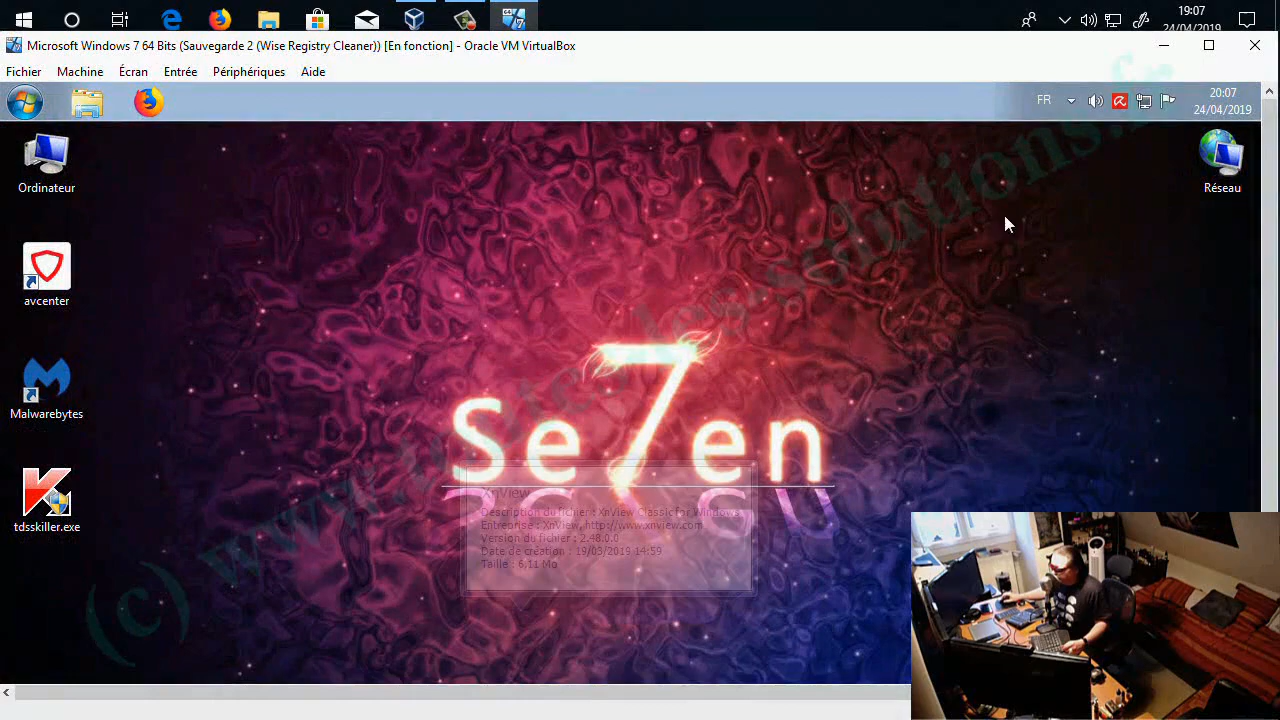 19:07
24/04/2019
Microsoft Windows 7 64 Bits (Sauvegarde 2 (Wise Registry Cleaner)) [En fonction] - Oracle VM VirtualBox
Fichier Machine Écran Entrée Périphériques Aide
FR
20:07
24/04/2019
Ordinateur
Réseau
avcenter
Malwarebytes
tdsskiller.exe
Se7en
XnView
Description du fichier: XnView Classic for Windows
Entreprise : XnView, http://www.xnview.com
Version du fichier : 2.48.0.0
Date de création : 19/03/2019 14:59
Taille : 6,11 Mo